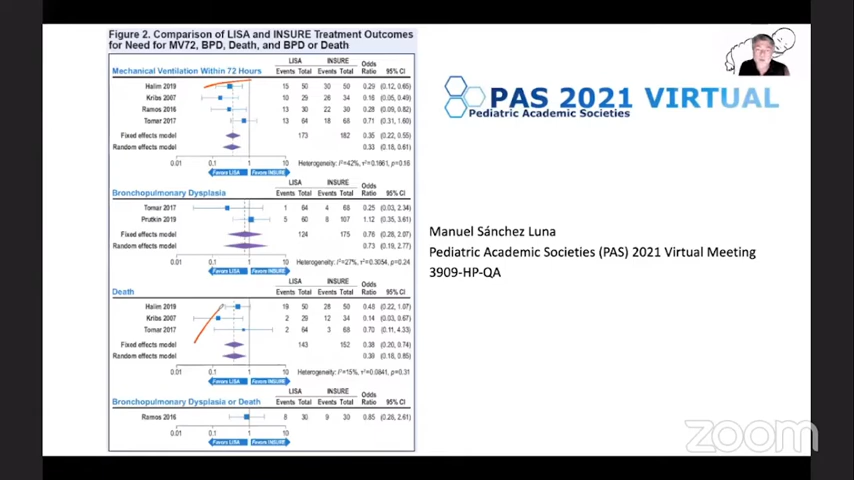 Figure 2. Comparison of LISA and INSURE Treatment Outcomes
for Need for MV72, BPD, Death, and BPD or Death
LISA INSURE Odds
Mechanical Ventilation Within 72 Hours Events Total Events Total Ratio 95% CI
Halim 2019 15 50 30 50 0.29 (0.12, 0.65)
Kribs 2007 10 29 26 34 0.16 (0.05, 0.49)
Ramos 2016 13 30 22 30 0.28 (0.09, 0.82)
Tomar 2017 13 64 18 68 0.71 (0.31, 1.60)
Fixed effects model 173 182 0.35 (0.22, 0.55)
Random effects model 0.33 (0.18, 0.61)
0.01 0.1 1 10 Heterogeneity: I²=42%, τ²=0.1661, p=0.16
Favors LISA Favors INSURE
LISA INSURE Odds
Bronchopulmonary Dysplasia Events Total Events Total Ratio 95% CI
Tomar 2017 1 64 4 68 0.25 (0.03, 2.34)
Prutkin 2019 5 60 8 107 1.12 (0.35, 3.61)
Fixed effects model 124 175 0.76 (0.28, 2.07)
Random effects model 0.73 (0.19, 2.77)
0.01 0.1 1 10 Heterogeneity: I²=27%, τ²=0.3054, p=0.24
Favors LISA Favors INSURE
LISA INSURE Odds
Death Events Total Events Total Ratio 95% CI
Halim 2019 19 50 28 50 0.48 (0.22, 1.07)
Kribs 2007 2 29 12 34 0.14 (0.03, 0.67)
Tomar 2017 2 64 3 68 0.70 (0.11, 4.33)
Fixed effects model 143 152 0.38 (0.20, 0.74)
Random effects model 0.39 (0.18, 0.85)
0.01 0.1 1 10 Heterogeneity: I²=15%, τ²=0.0841, p=0.31
Favors LISA Favors INSURE
LISA INSURE Odds
Bronchopulmonary Dysplasia or Death Events Total Events Total Ratio 95% CI
Ramos 2016 8 30 9 30 0.85 (0.28, 2.61)
0.01 0.1 1 10
Favors LISA Favors INSURE
PAS 2021 VIRTUAL
Pediatric Academic Societies
Manuel Sánchez Luna
Pediatric Academic Societies (PAS) 2021 Virtual Meeting
3909-HP-QA
zoom